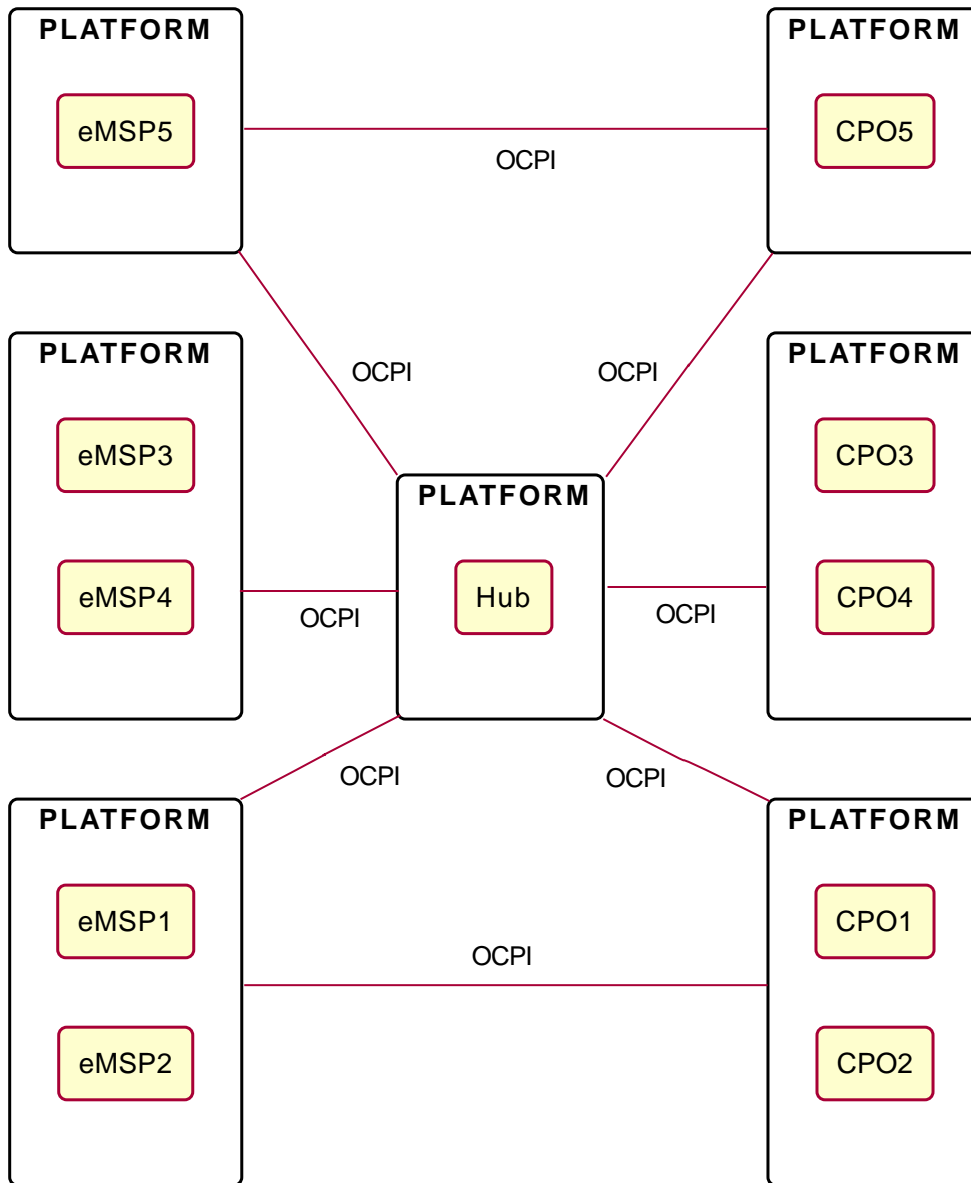 PLATFORM
PLATFORM
eMSP5
CPO5
OCPI
PLATFORM
PLATFORM
OCPI
OCPI
eMSP3
CPO3
PLATFORM
eMSP4
Hub
CPO4
OCPI
OCPI
OCPI
OCPI
PLATFORM
PLATFORM
eMSP1
CPO1
OCPI
eMSP2
CPO2